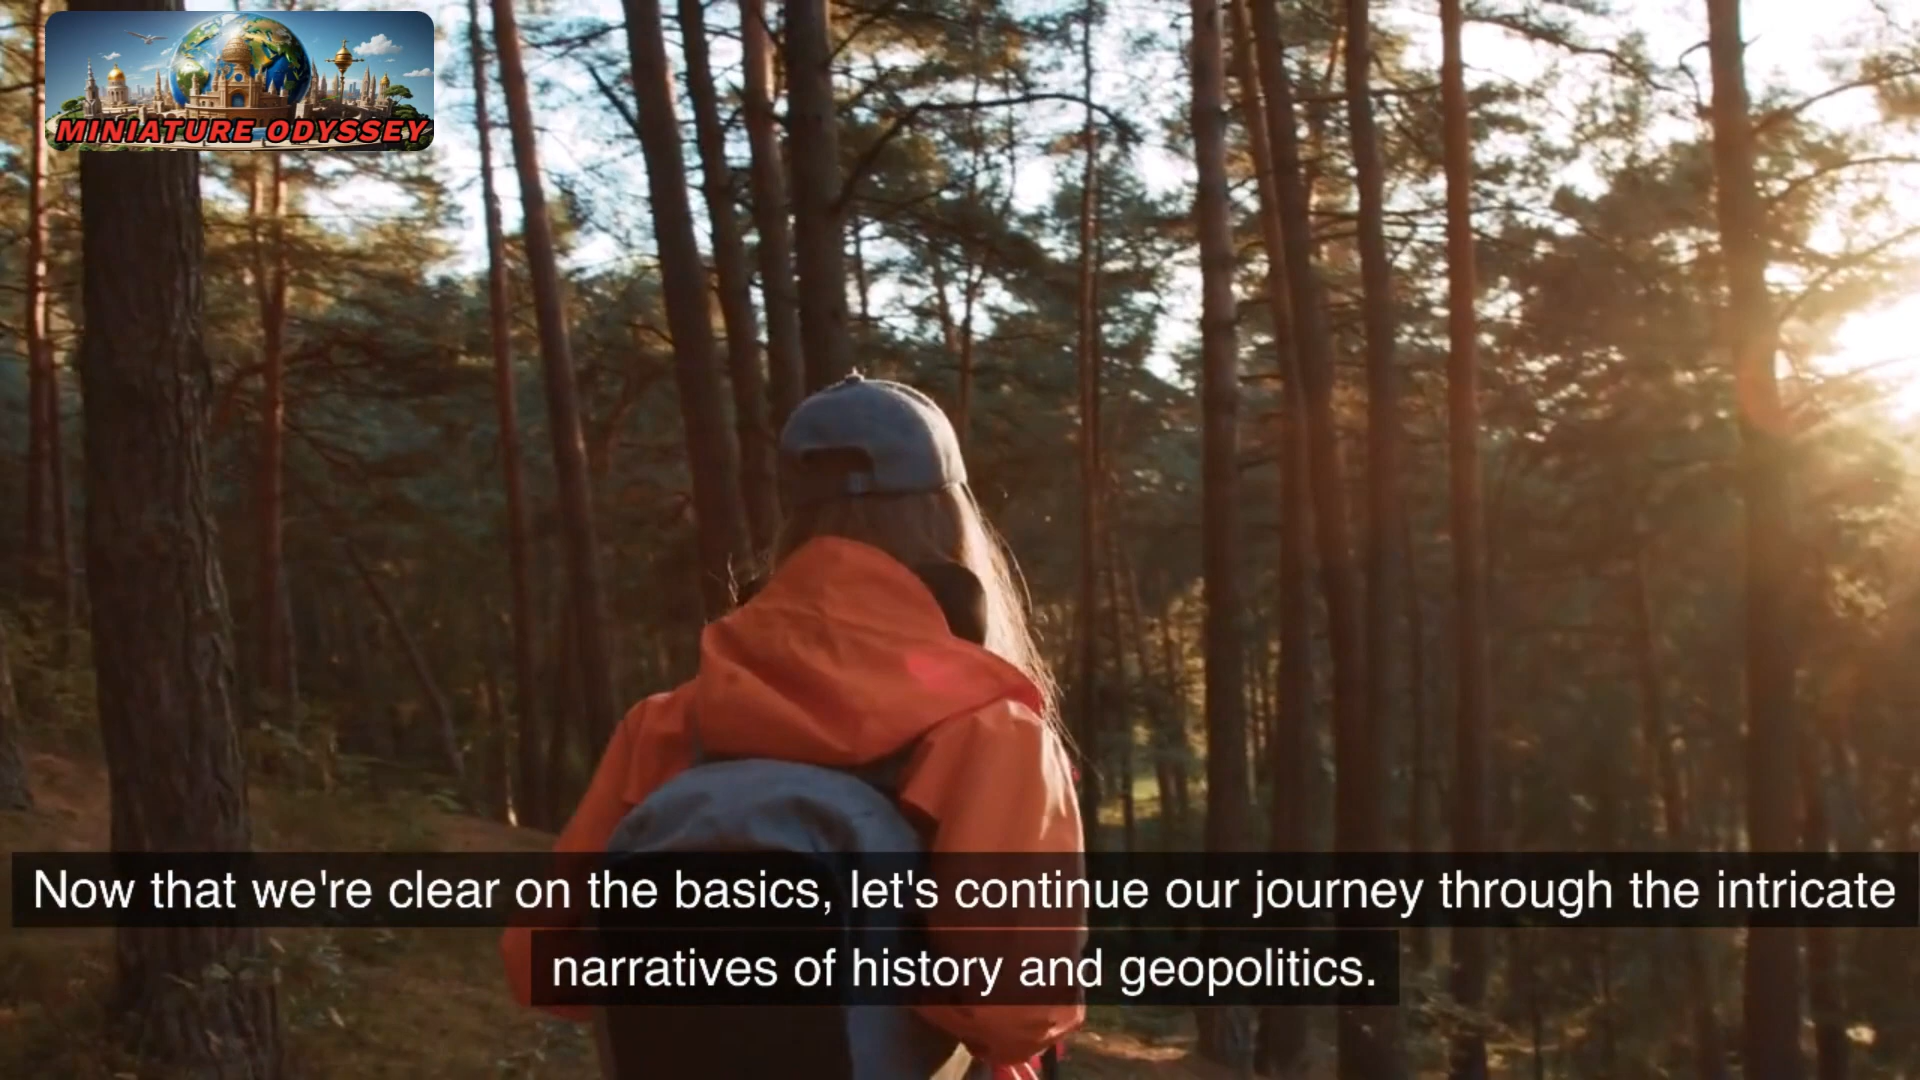 MINIATURE ODYSSEY
Now that we're clear on the basics, let's continue our journey through the intricate
narratives of history and geopolitics.